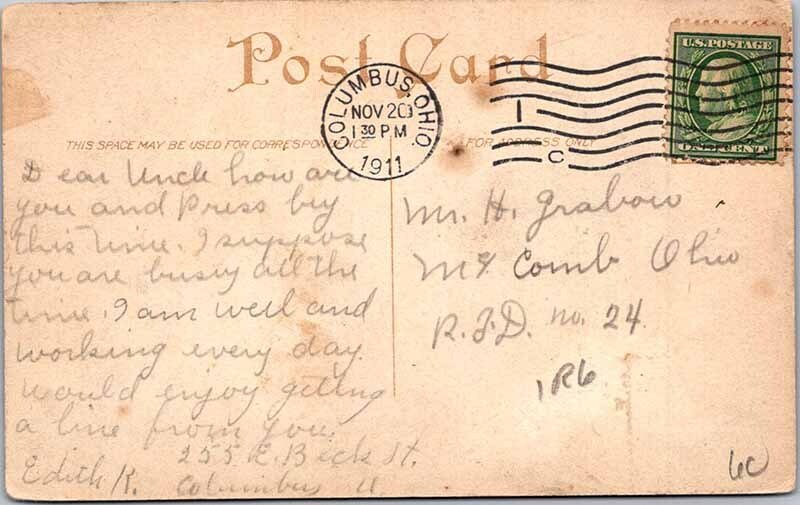 Post Card
U.S. POSTAGE
ONE CENT
COLUMBUS, OHIO.
NOV 20
1 30 PM
1911
1
C
THIS SPACE MAY BE USED FOR CORRESPONDENCE
FOR ADDRESS ONLY
Dear Uncle how are
you and Press by
this time. I suppose
you are busy all the
time. I am well and
working every day
would enjoy getting
a line from you.
255 E. Beck St.
Edith K. Columbus O.
Mr. H. Grabow
Mc Comb Ohio
R.F.D. no. 24
1R6